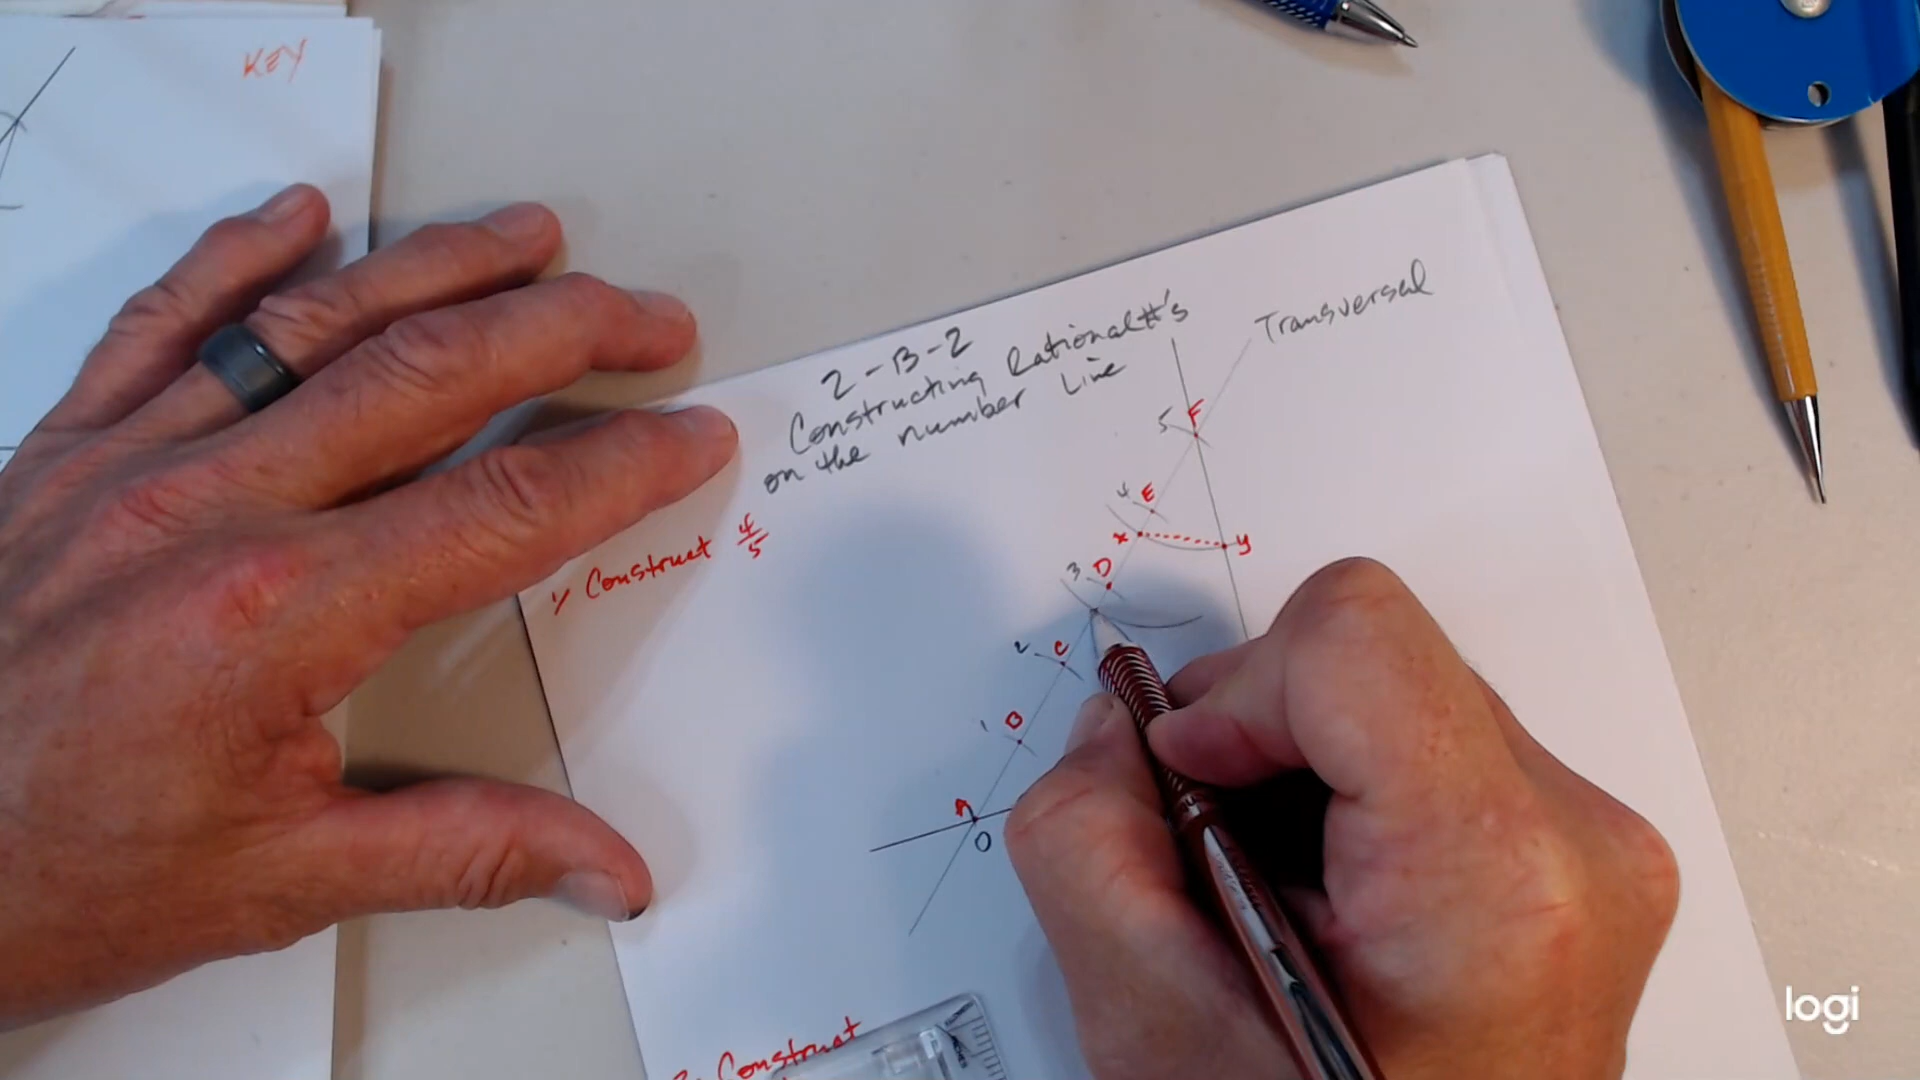 KEY
2-B-2
Constructing Rational #'s
on the number Line
Transversal
1/ Construct 4/5
5 F
4 E
x y
3 D
2 C
1 B
A
0
Construct
logi